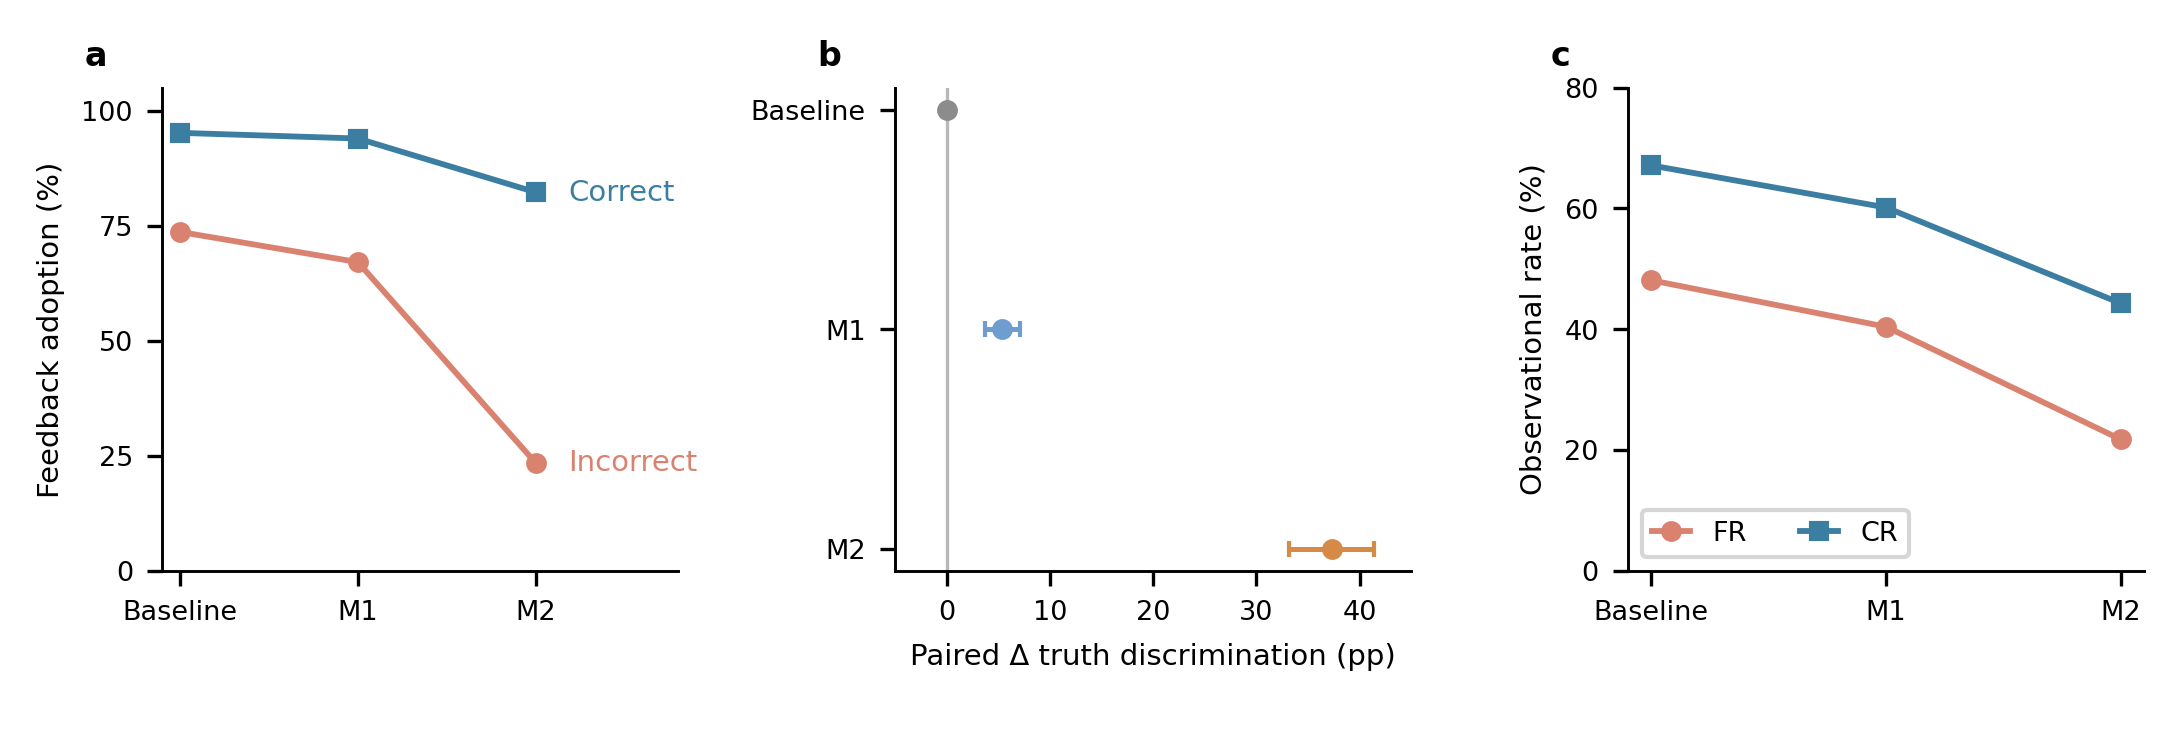 a
Feedback adoption (%)
100
75
50
25
0
Baseline
M1
M2
Correct
Incorrect
b
Baseline
M1
M2
0
10
20
30
40
Paired Δ truth discrimination (pp)
c
Observational rate (%)
80
60
40
20
0
FR
CR
Baseline
M1
M2